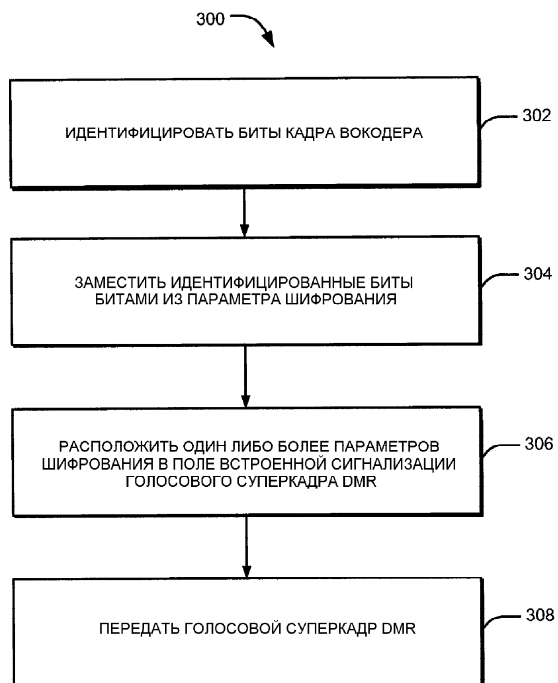 300
ИДЕНТИФИЦИРОВАТЬ БИТЫ КАДРА ВОКОДЕРА
302
ЗАМЕСТИТЬ ИДЕНТИФИЦИРОВАННЫЕ БИТЫ
БИТАМИ ИЗ ПАРАМЕТРА ШИФРОВАНИЯ
304
РАСПОЛОЖИТЬ ОДИН ЛИБО БОЛЕЕ ПАРАМЕТРОВ
ШИФРОВАНИЯ В ПОЛЕ ВСТРОЕННОЙ СИГНАЛИЗАЦИИ
ГОЛОСОВОГО СУПЕРКАДРА DMR
306
ПЕРЕДАТЬ ГОЛОСОВОЙ СУПЕРКАДР DMR
308